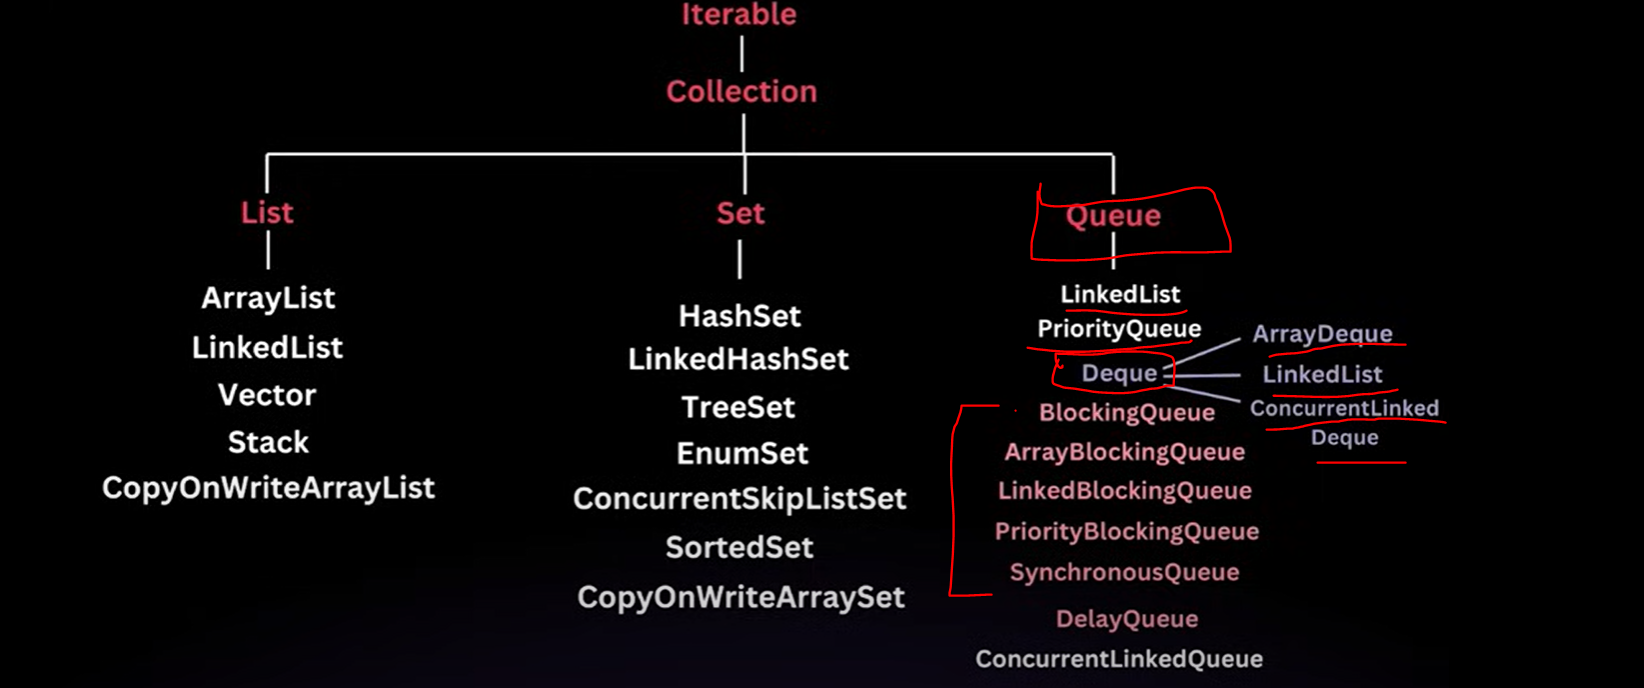 Iterable
Collection
List
Set
Queue
ArrayList
LinkedList
Vector
Stack
CopyOnWriteArrayList
HashSet
LinkedHashSet
TreeSet
EnumSet
ConcurrentSkipListSet
SortedSet
CopyOnWriteArraySet
LinkedList
PriorityQueue
Deque
ArrayDeque
LinkedList
ConcurrentLinked
Deque
BlockingQueue
ArrayBlockingQueue
LinkedBlockingQueue
PriorityBlockingQueue
SynchronousQueue
DelayQueue
ConcurrentLinkedQueue